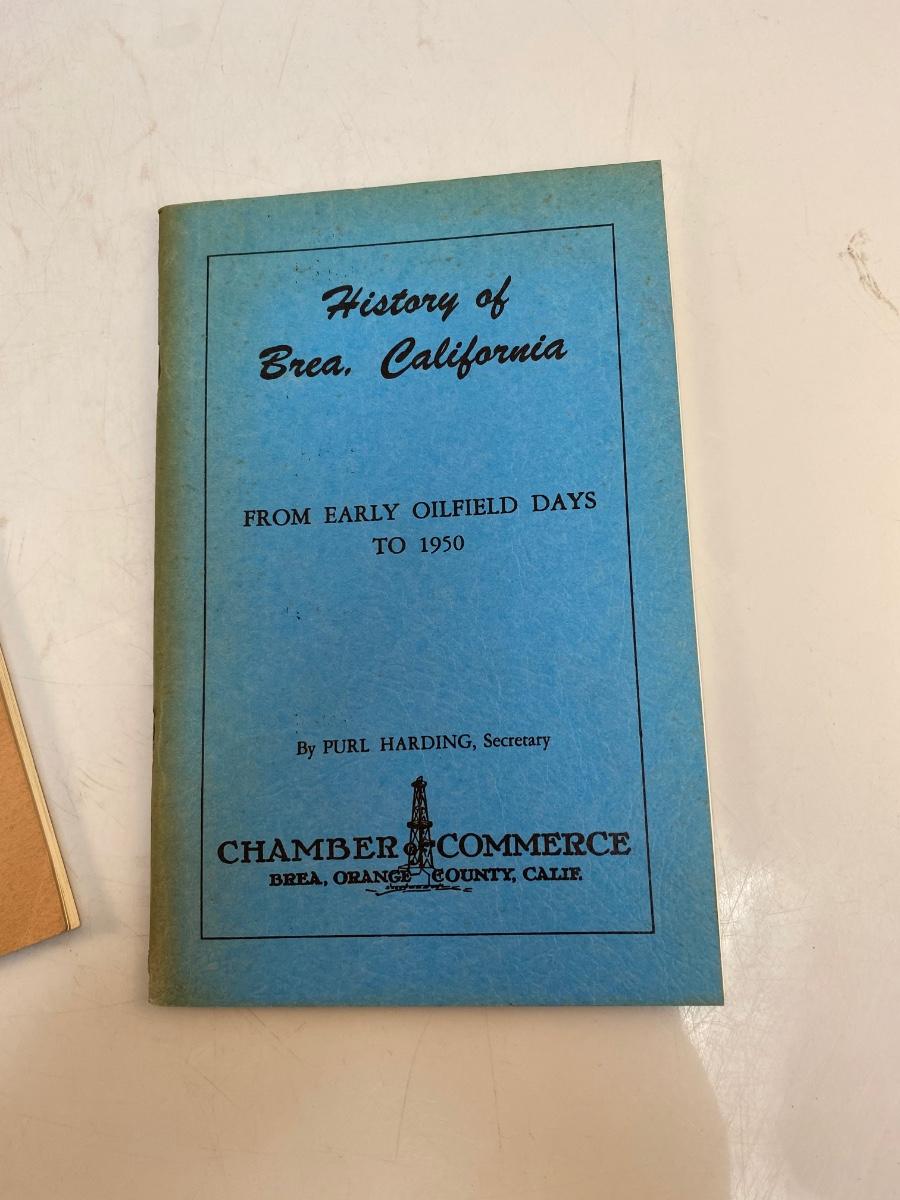 History of
Brea, California
FROM EARLY OILFIELD DAYS
TO 1950
By PURL HARDING, Secretary
CHAMBER of COMMERCE
BREA, ORANGE COUNTY, CALIF.